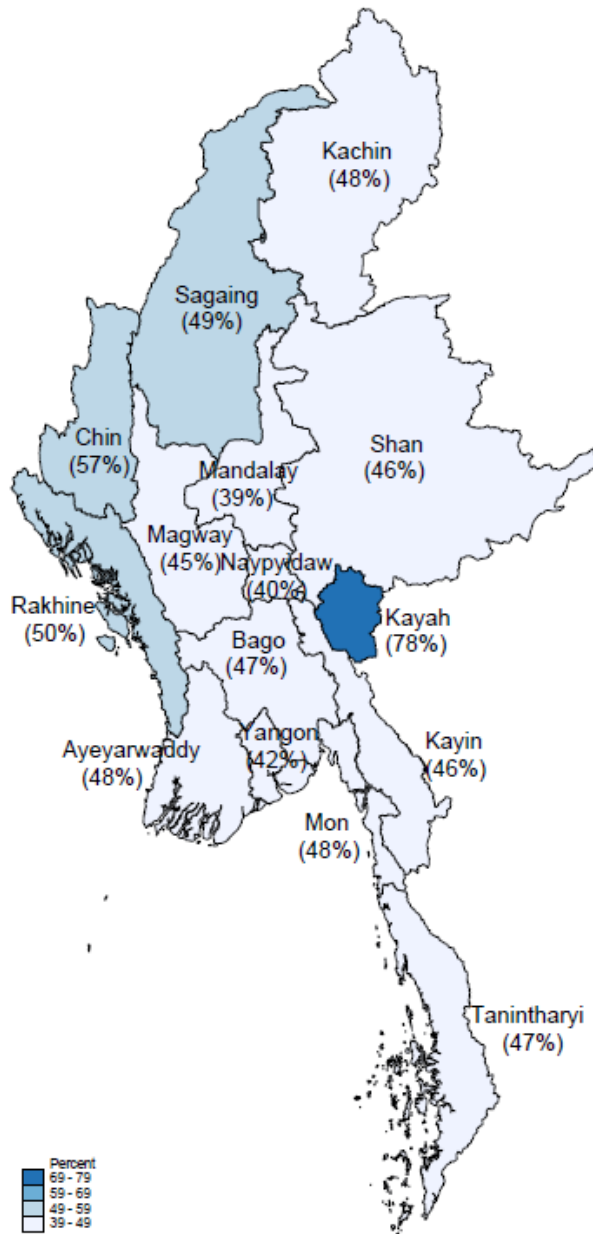 Kachin
(48%)
Sagaing
(49%)
Chin
(57%)
Shan
(46%)
Mandalay
(39%)
Magway
(45%)
Naypyidaw
(40%)
Rakhine
(50%)
Kayah
(78%)
Bago
(47%)
Ayeyarwaddy
(48%)
Yangon
(42%)
Kayin
(46%)
Mon
(48%)
Tanintharyi
(47%)
Percent
69 - 79
59 - 69
49 - 59
39 - 49